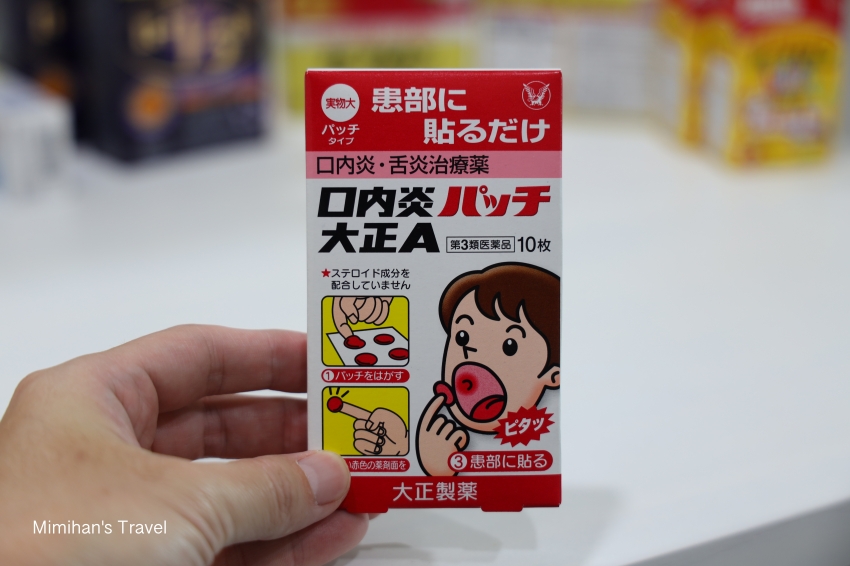 実物大
パッチ
タイプ
患部に
貼るだけ
口内炎・舌炎治療薬
口内炎パッチ
大正A
第3類医薬品 10枚
★ステロイド成分を
配合していません
①パッチをはがす
赤色の薬剤面を
ピタッ
③患部に貼る
大正製薬
Mimihan's Travel